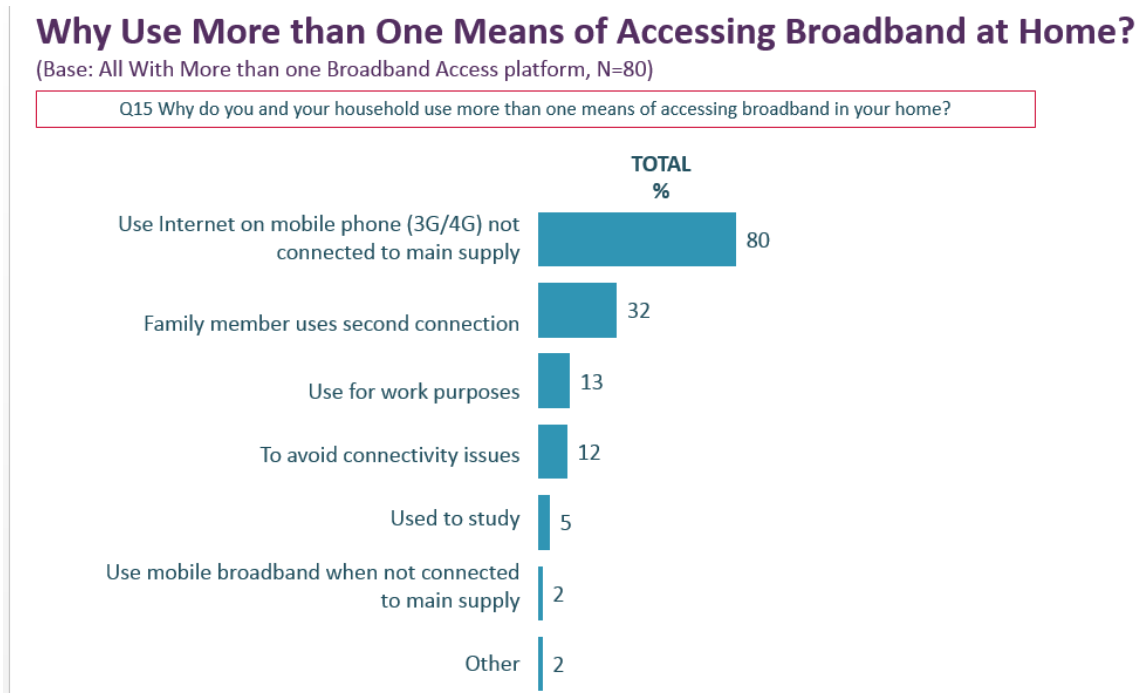 Why Use More than One Means of Accessing Broadband at Home?
(Base: All With More than one Broadband Access platform, N=80)
Q15 Why do you and your household use more than one means of accessing broadband in your home?
TOTAL
%
Use Internet on mobile phone (3G/4G) not
connected to main supply
80
Family member uses second connection
32
Use for work purposes
13
To avoid connectivity issues
12
Used to study
5
Use mobile broadband when not connected
to main supply
2
Other
2